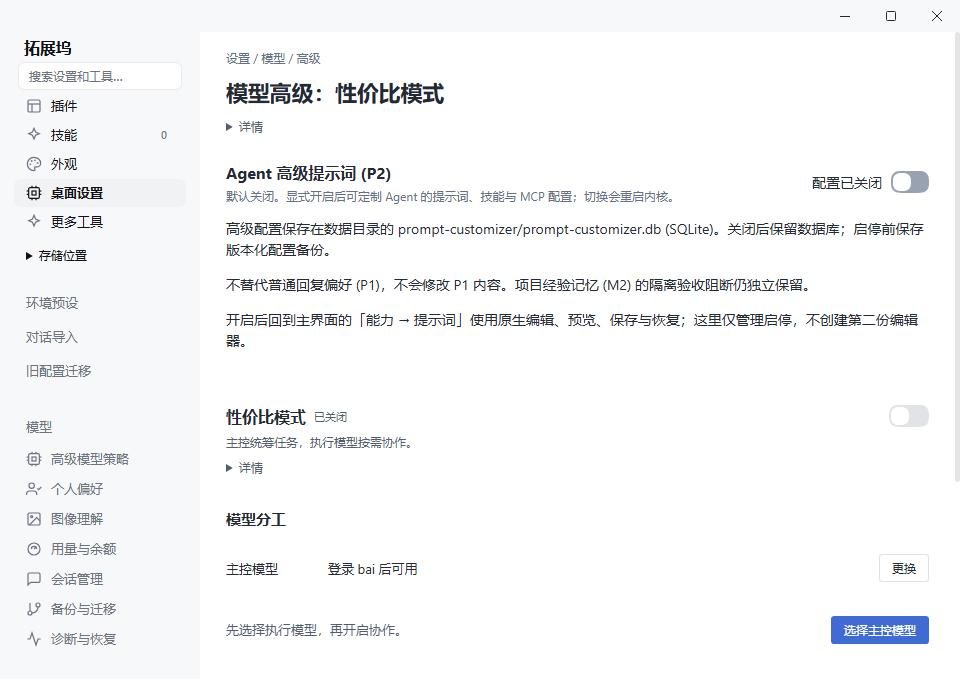 拓展坞
搜索设置和工具...
插件
技能 0
外观
桌面设置
更多工具
存储位置
环境预设
对话导入
旧配置迁移
模型
高级模型策略
个人偏好
图像理解
用量与余额
会话管理
备份与迁移
诊断与恢复
设置 / 模型 / 高级
模型高级：性价比模式
详情
Agent 高级提示词 (P2)
默认关闭。显式开启后可定制 Agent 的提示词、技能与 MCP 配置；切换会重启内核。
配置已关闭
高级配置保存在数据目录的 prompt-customizer/prompt-customizer.db (SQLite)。关闭后保留数据库；启停前保存
版本化配置备份。
不替代普通回复偏好 (P1)，不会修改 P1 内容。项目经验记忆 (M2) 的隔离验收阻断仍独立保留。
开启后回到主界面的「能力 → 提示词」使用原生编辑、预览、保存与恢复；这里仅管理启停，不创建第二份编辑
器。
性价比模式 已关闭
主控统筹任务，执行模型按需协作。
详情
模型分工
主控模型 登录 bai 后可用 更换
先选择执行模型，再开启协作。 选择主控模型